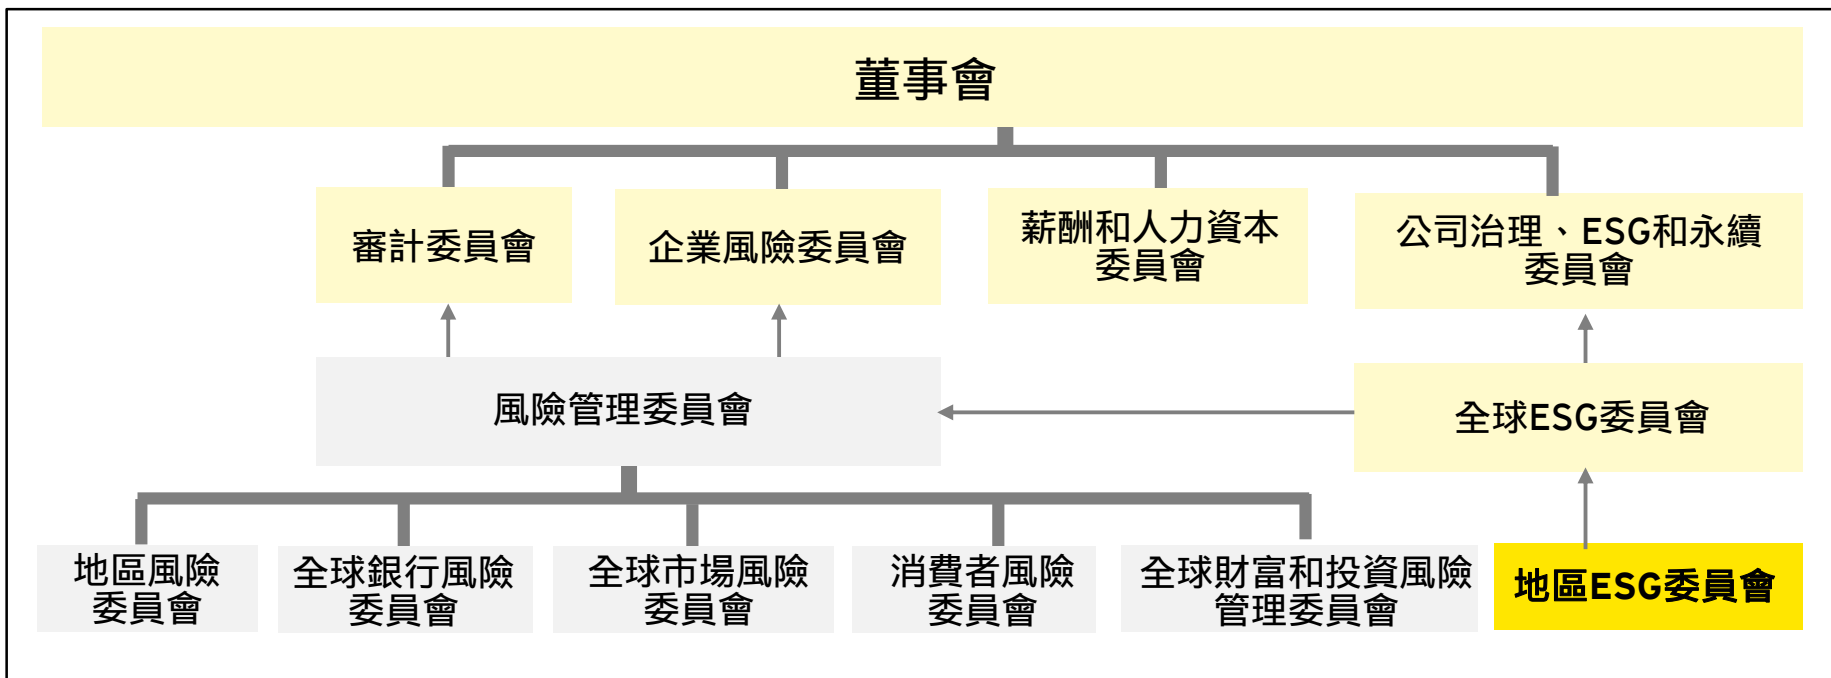 董事會
審計委員會
企業風險委員會
薪酬和人力資本
委員會
公司治理、ESG和永續
委員會
風險管理委員會
全球ESG委員會
地區風險
委員會
全球銀行風險
委員會
全球市場風險
委員會
消費者風險
委員會
全球財富和投資風險
管理委員會
地區ESG委員會